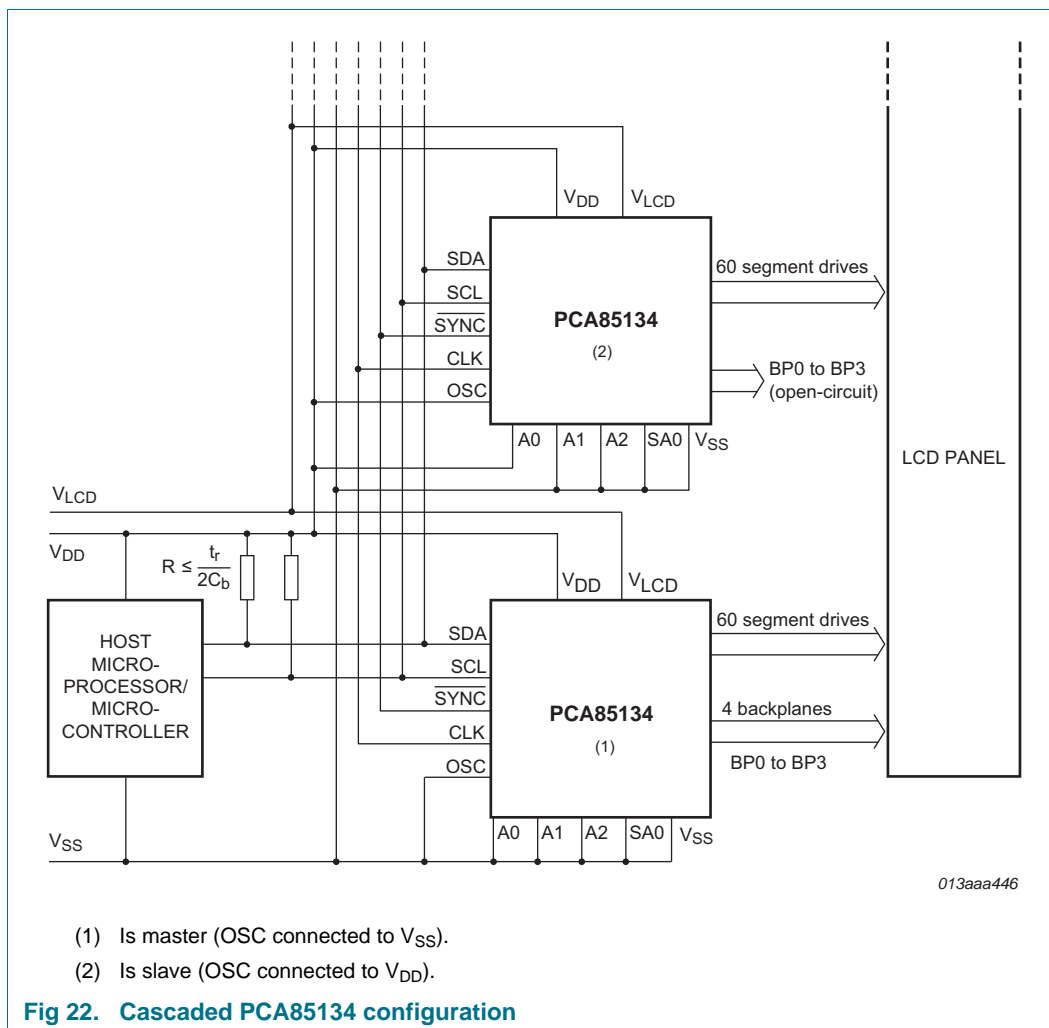 VDD
VLCD
SDA
SCL
SYNC
CLK
OSC
PCA85134
(2)
60 segment drives
BP0 to BP3
(open-circuit)
A0
A1
A2
SA0
VSS
LCD PANEL
VLCD
VDD
R ≤ tr
2Cb
HOST
MICRO-
PROCESSOR/
MICRO-
CONTROLLER
VSS
VDD
VLCD
SDA
SCL
SYNC
CLK
OSC
PCA85134
(1)
60 segment drives
4 backplanes
BP0 to BP3
A0
A1
A2
SA0
VSS
013aaa446
(1) Is master (OSC connected to VSS).
(2) Is slave (OSC connected to VDD).
Fig 22. Cascaded PCA85134 configuration